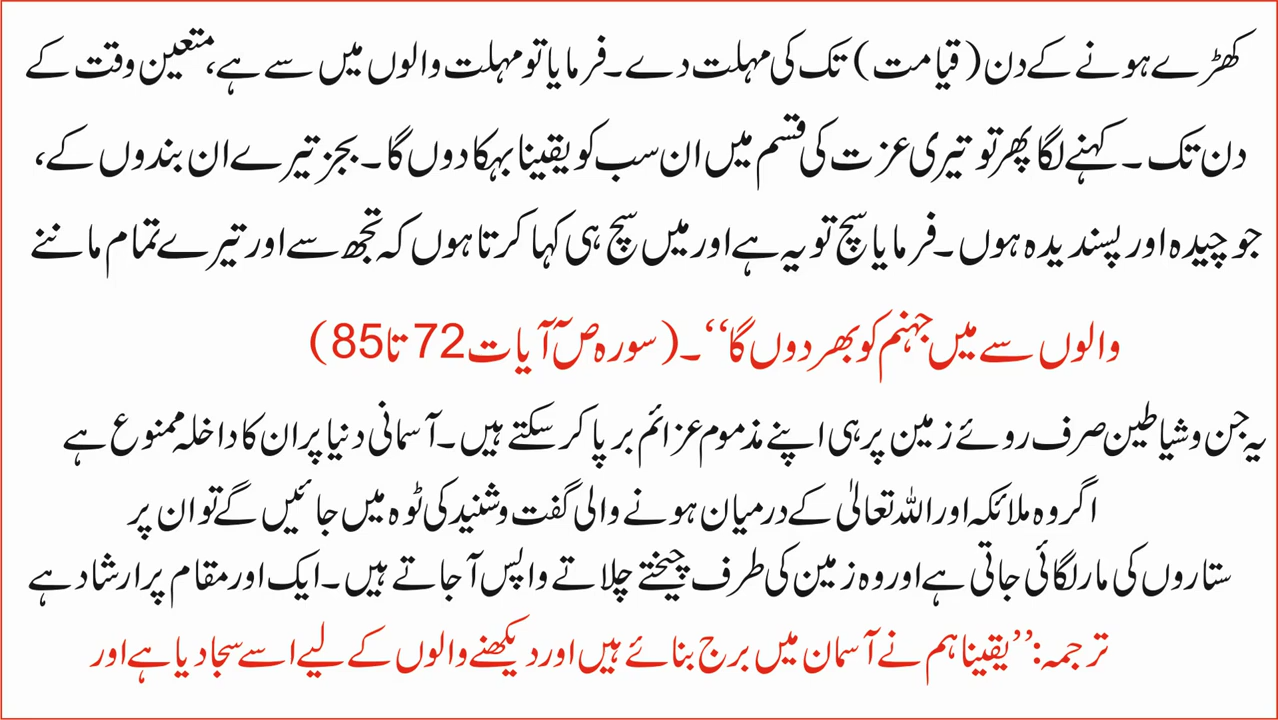 کھڑے ہونے کے دن (قیامت) تک کی مہلت دے۔ فرمایا تو مہلت والوں میں سے ہے، متعین وقت کے
دن تک۔ کہنے لگا پھر تو تیری عزت کی قسم میں ان سب کو یقینا بہکا دوں گا۔ بجز تیرے ان بندوں کے،
جو چیدہ اور پسندیدہ ہوں۔ فرمایا سچ تو یہ ہے اور میں سچ ہی کہا کرتا ہوں کہ تجھ سے اور تیرے تمام ماننے
والوں سے میں جہنم کو بھر دوں گا‘‘۔ (سورہ صٓ آیات 72 تا 85)
یہ جن و شیاطین صرف روئے زمین پر ہی اپنے مذموم عزائم برپا کر سکتے ہیں۔ آسمانی دنیا پر ان کا داخلہ ممنوع ہے
اگر وہ ملائکہ اور اللہ تعالیٰ کے درمیان ہونے والی گفت و شنید کی ٹوہ میں جائیں گے تو ان پر
ستاروں کی مار لگائی جاتی ہے اور وہ زمین کی طرف چیختے چلاتے واپس آ جاتے ہیں۔ ایک اور مقام پر ارشاد ہے
ترجمہ: ’’یقینا ہم نے آسمان میں برج بنائے ہیں اور دیکھنے والوں کے لیے اسے سجا دیا ہے اور